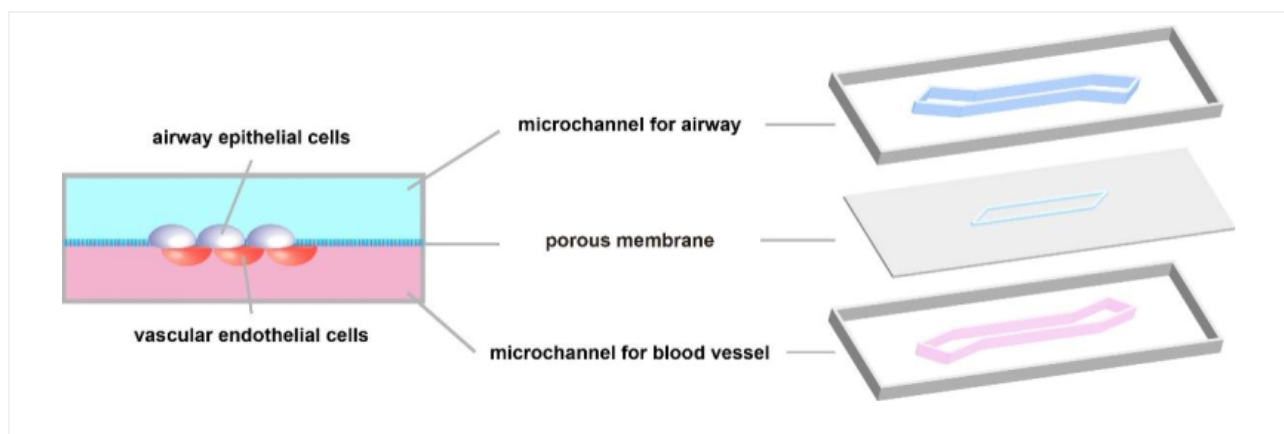 airway epithelial cells
microchannel for airway
porous membrane
vascular endothelial cells
microchannel for blood vessel